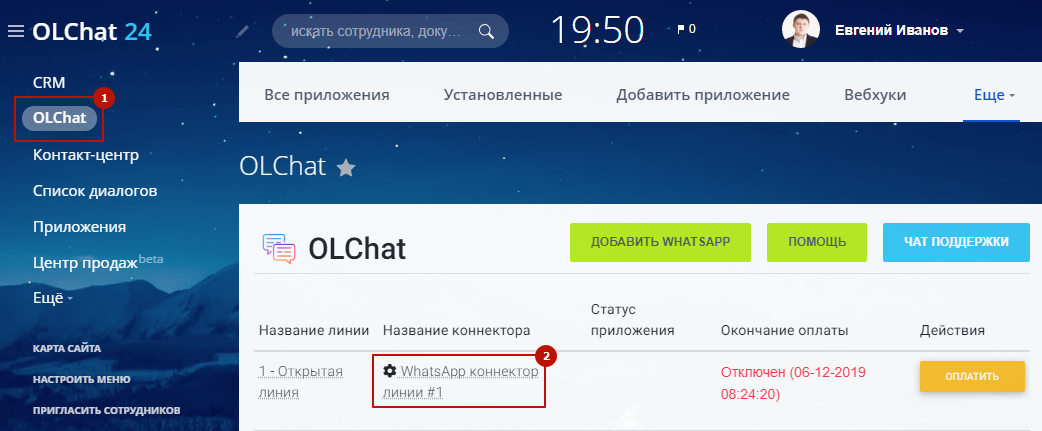 OLChat 24
искать сотрудника, доку...
19:50
0
Евгений Иванов
CRM
1
OLChat
Контакт-центр
Список диалогов
Приложения
Центр продаж beta
Ещё
КАРТА САЙТА
НАСТРОИТЬ МЕНЮ
ПРИГЛАСИТЬ СОТРУДНИКОВ
Все приложения
Установленные
Добавить приложение
Вебхуки
Еще
OLChat
OLChat
ДОБАВИТЬ WHATSAPP
ПОМОЩЬ
ЧАТ ПОДДЕРЖКИ
Название линии
Название коннектора
Статус
приложения
Окончание оплаты
Действия
1 - Открытая
линия
2
WhatsApp коннектор
линии #1
Отключен (06-12-2019
08:24:20)
ОПЛАТИТЬ